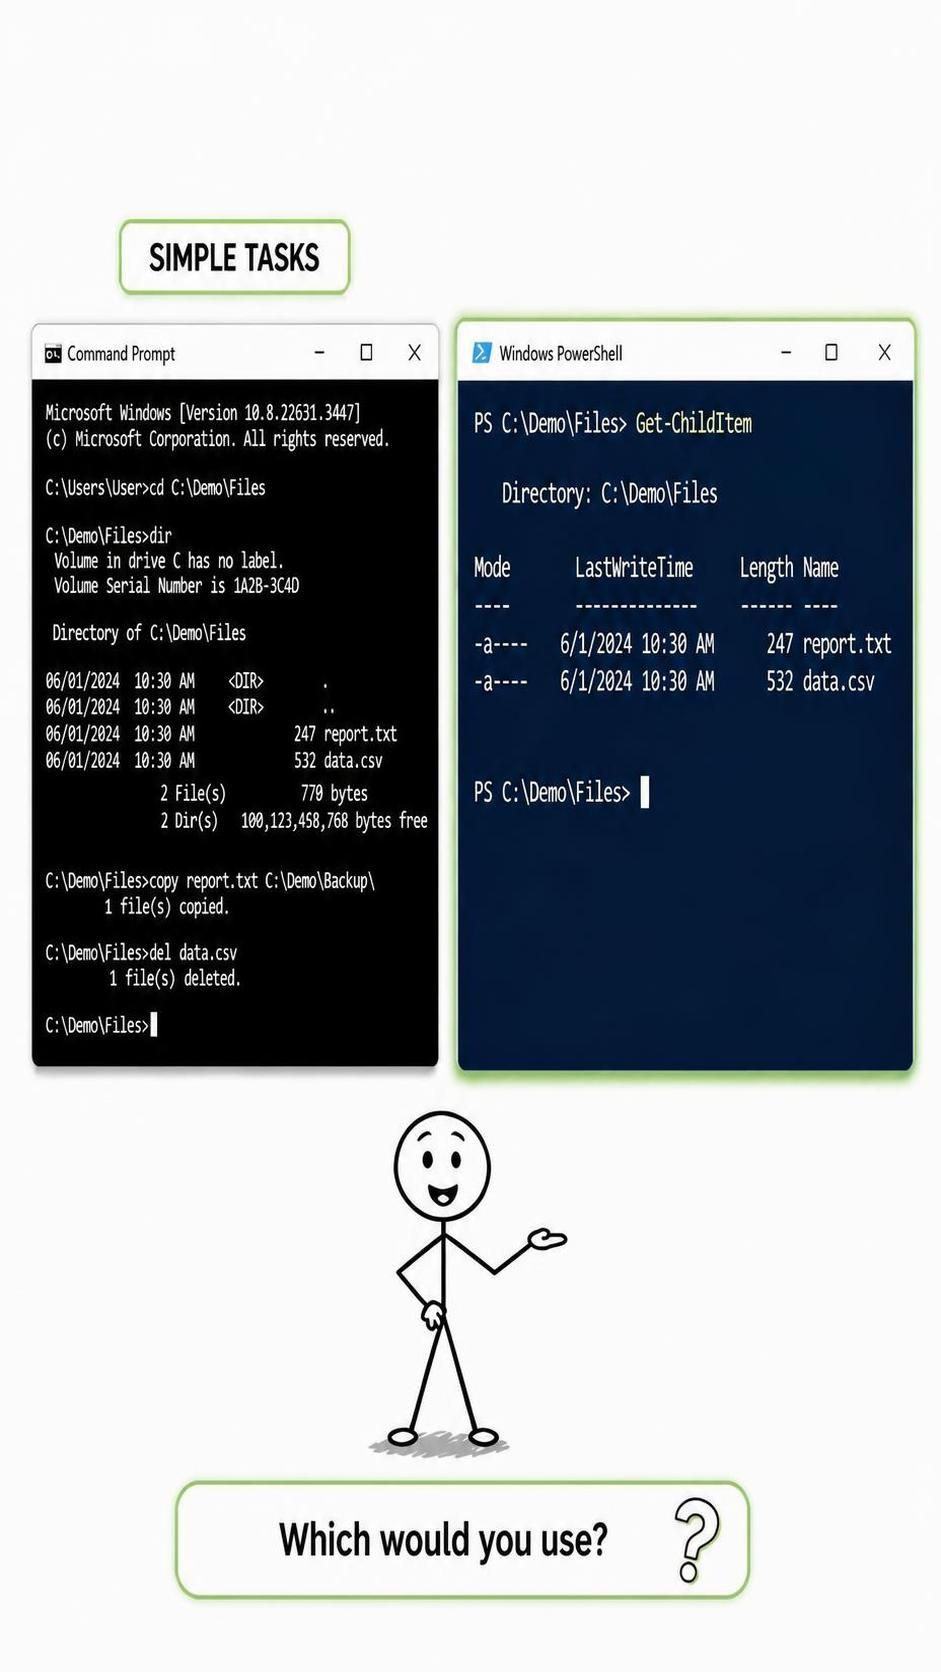 SIMPLE TASKS
Command Prompt
Microsoft Windows [Version 10.8.22631.3447]
(c) Microsoft Corporation. All rights reserved.
C:\Users\User>cd C:\Demo\Files
C:\Demo\Files>dir
Volume in drive C has no label.
Volume Serial Number is 1A2B-3C4D
Directory of C:\Demo\Files
06/01/2024 10:30 AM <DIR> .
06/01/2024 10:30 AM <DIR> ..
06/01/2024 10:30 AM 247 report.txt
06/01/2024 10:30 AM 532 data.csv
2 File(s) 770 bytes
2 Dir(s) 100,123,458,768 bytes free
C:\Demo\Files>copy report.txt C:\Demo\Backup\
1 file(s) copied.
C:\Demo\Files>del data.csv
1 file(s) deleted.
C:\Demo\Files>
Windows PowerShell
PS C:\Demo\Files> Get-ChildItem
Directory: C:\Demo\Files
Mode LastWriteTime Length Name
---- ------------- ------ ----
-a---- 6/1/2024 10:30 AM 247 report.txt
-a---- 6/1/2024 10:30 AM 532 data.csv
PS C:\Demo\Files>
Which would you use?
?